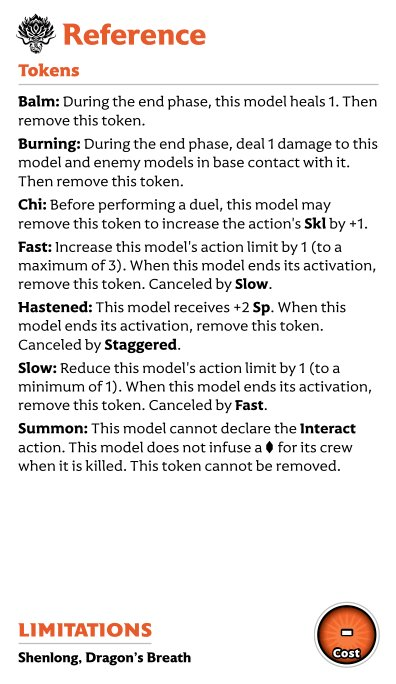 Reference
Tokens
Balm: During the end phase, this model heals 1. Then
remove this token.
Burning: During the end phase, deal 1 damage to this
model and enemy models in base contact with it.
Then remove this token.
Chi: Before performing a duel, this model may
remove this token to increase the action's Skl by +1.
Fast: Increase this model's action limit by 1 (to a
maximum of 3). When this model ends its activation,
remove this token. Canceled by Slow.
Hastened: This model receives +2 Sp. When this
model ends its activation, remove this token.
Canceled by Staggered.
Slow: Reduce this model's action limit by 1 (to a
minimum of 1). When this model ends its activation,
remove this token. Canceled by Fast.
Summon: This model cannot declare the Interact
action. This model does not infuse a for its crew
when it is killed. This token cannot be removed.
LIMITATIONS
Shenlong, Dragon's Breath
-
Cost